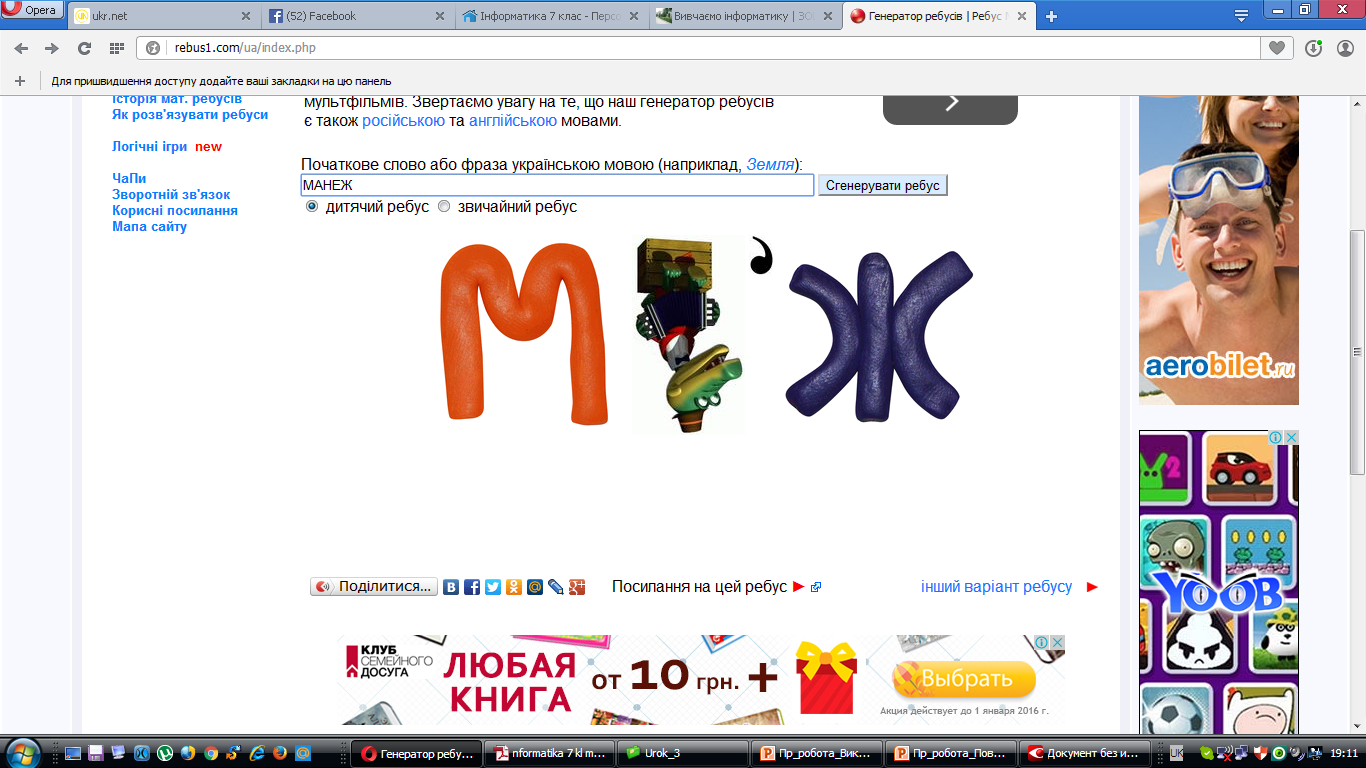 Opera
ukr.net
(52) Facebook
Інформатика 7 клас - Персо
Вивчаємо інформатику | ЗСН
Генератор ребусів | Ребус №
rebus1.com/ua/index.php
Для пришвидшення доступу додайте ваші закладки на цю панель
Історія мат. ребусів
Як розв'язувати ребуси
Логічні ігри new
ЧаПи
Зворотній зв'язок
Корисні посилання
Мапа сайту
мультфільмів. Звертаємо увагу на те, що наш генератор ребусів
є також російською та англійською мовами.
Початкове слово або фраза українською мовою (наприклад, Земля):
МАНЕЖ
Сгенерувати ребус
дитячий ребус звичайний ребус
М ’ Ж
Поділитися...
Посилання на цей ребус
інший варіант ребусу
КЛУБ
СЕМЕЙНОГО
ДОСУГА
ЛЮБАЯ
КНИГА
от 10 грн. +
Выбрать
Акция действует до 1 января 2016 г.
aerobilet.ru
YOOB
Генератор ребу...
nformatika 7 kl m...
Urok_3
Пр_робота_Вик...
Пр_робота_Пов...
Документ без и...
UK
19:11